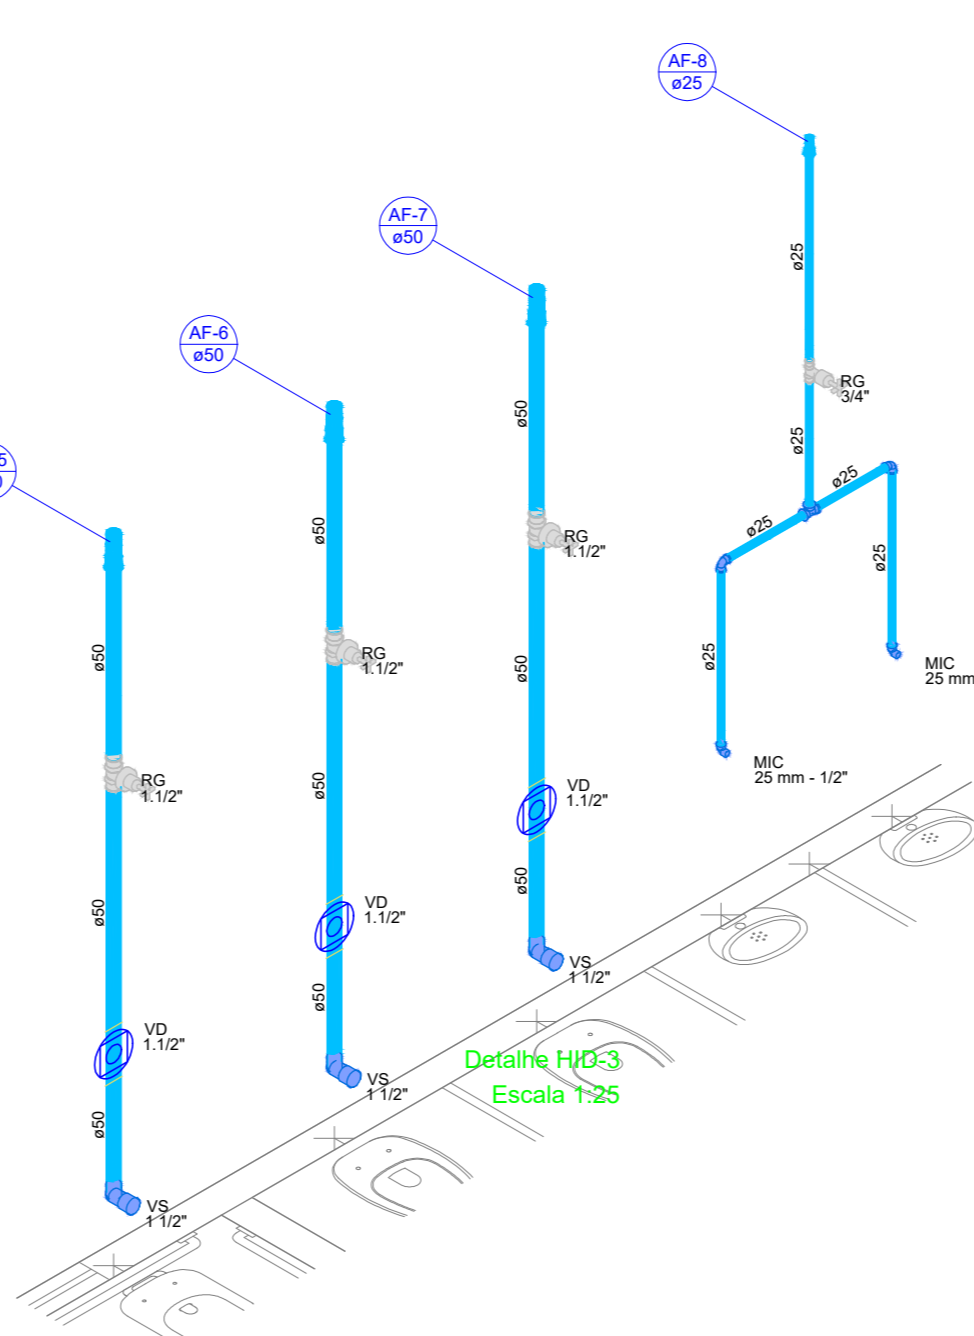 AF-8
ø25
AF-7
ø50
ø25
AF-6
ø50
RG
3/4"
ø50
ø25
5
ø25
ø25
ø50
RG
1.1/2"
ø25
ø50
RG
1.1/2"
ø50
ø25
MIC
25 mm
MIC
25 mm - 1/2"
RG
1.1/2"
ø50
VD
1.1/2"
ø50
ø50
VD
1.1/2"
VS
1 1/2"
ø50
VD
1.1/2"
Detalhe HID-3
Escala 1:25
VS
1 1/2"
ø50
VS
1 1/2"